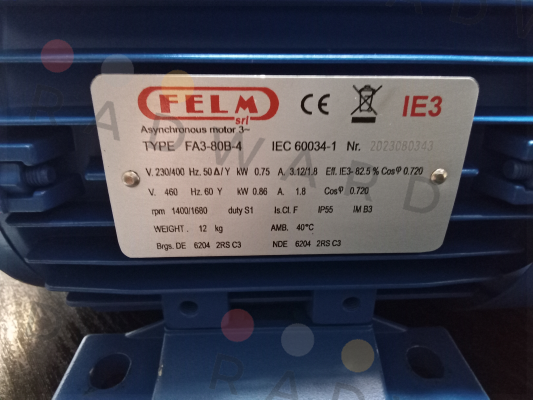 FELM
srl
CE
IE3
Asynchronous motor 3~
TYPE FA3-80B-4 IEC 60034-1 Nr. 2023060343
V. 230/400 Hz. 50 Δ/Y kW 0.75 A. 3.12/1.8 Eff. IE3- 82.5 % Cosφ 0.720
V. 460 Hz. 60 Y kW 0.86 A. 1.8 Cosφ 0.720
rpm 1400/1680 duty S1 Is.Cl. F IP55 IM B3
WEIGHT . 12 kg AMB. 40°C
Brgs. DE 6204 2RS C3 NDE 6204 2RS C3
RADWARD
RADWARD